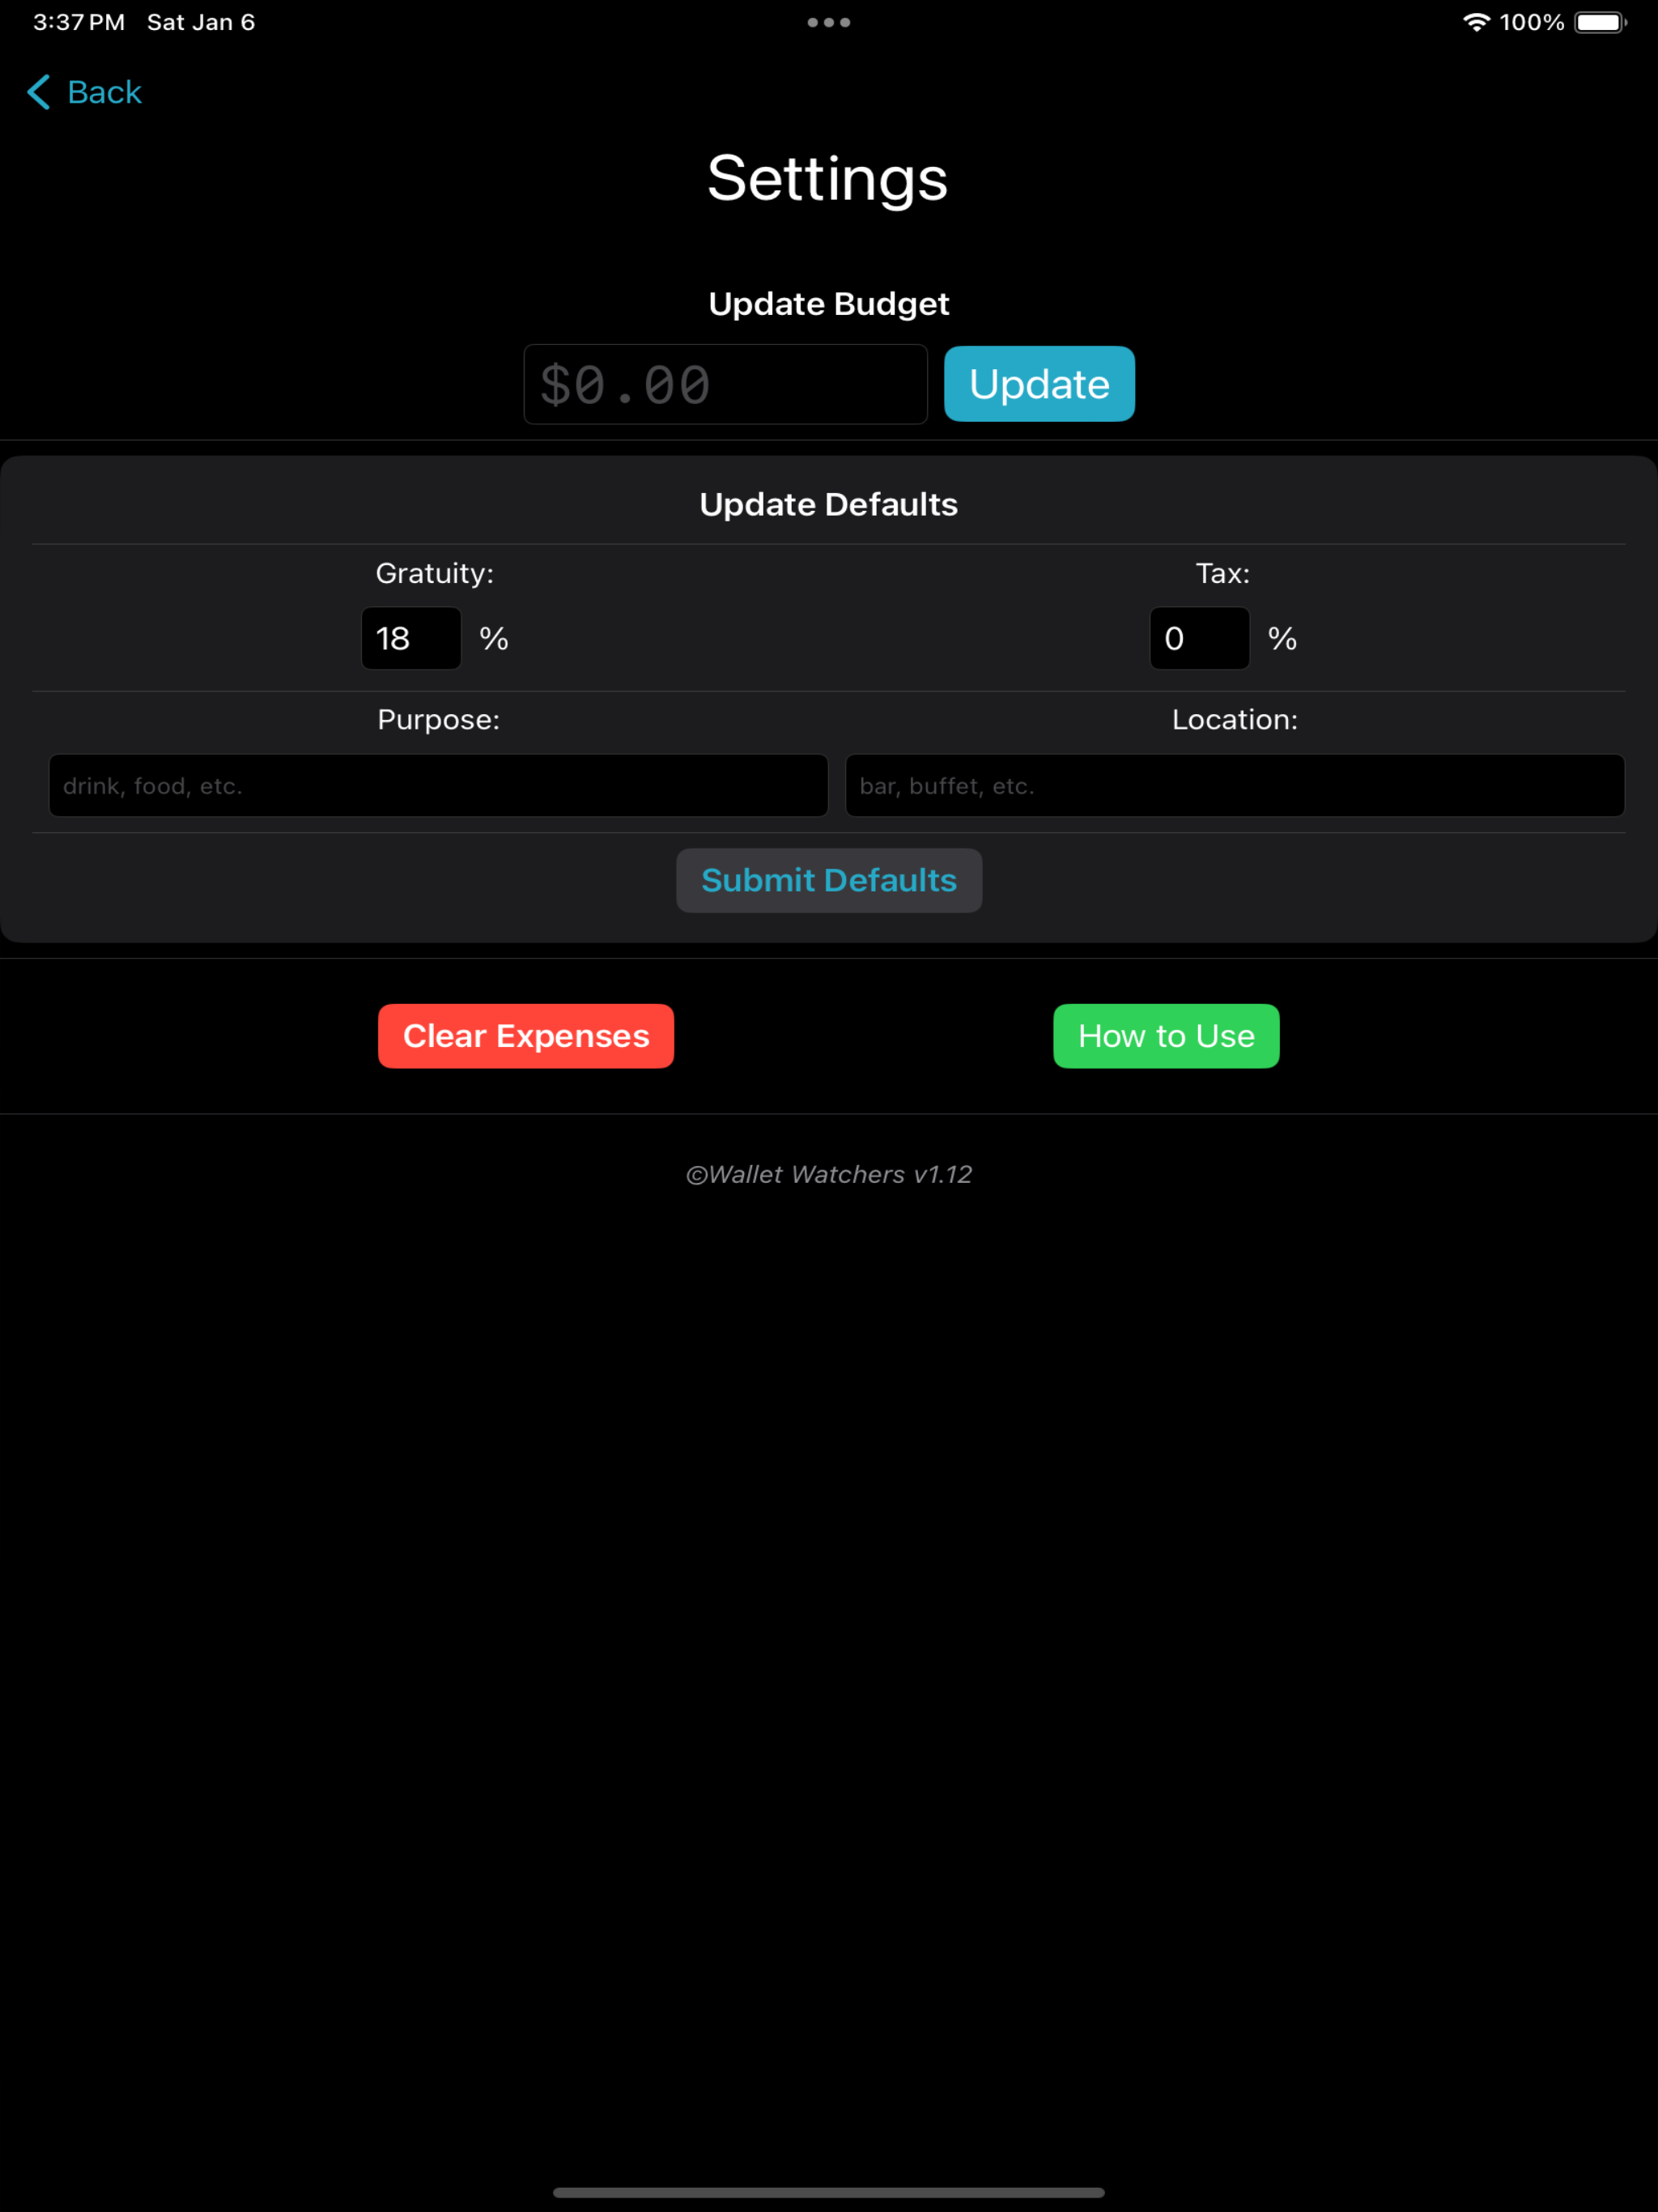 3:37 PM Sat Jan 6 100%
Back
Settings
Update Budget
$0.00 Update
Update Defaults
Gratuity: Tax:
18 % 0 %
Purpose: Location:
drink, food, etc. bar, buffet, etc.
Submit Defaults
Clear Expenses How to Use
©Wallet Watchers v1.12